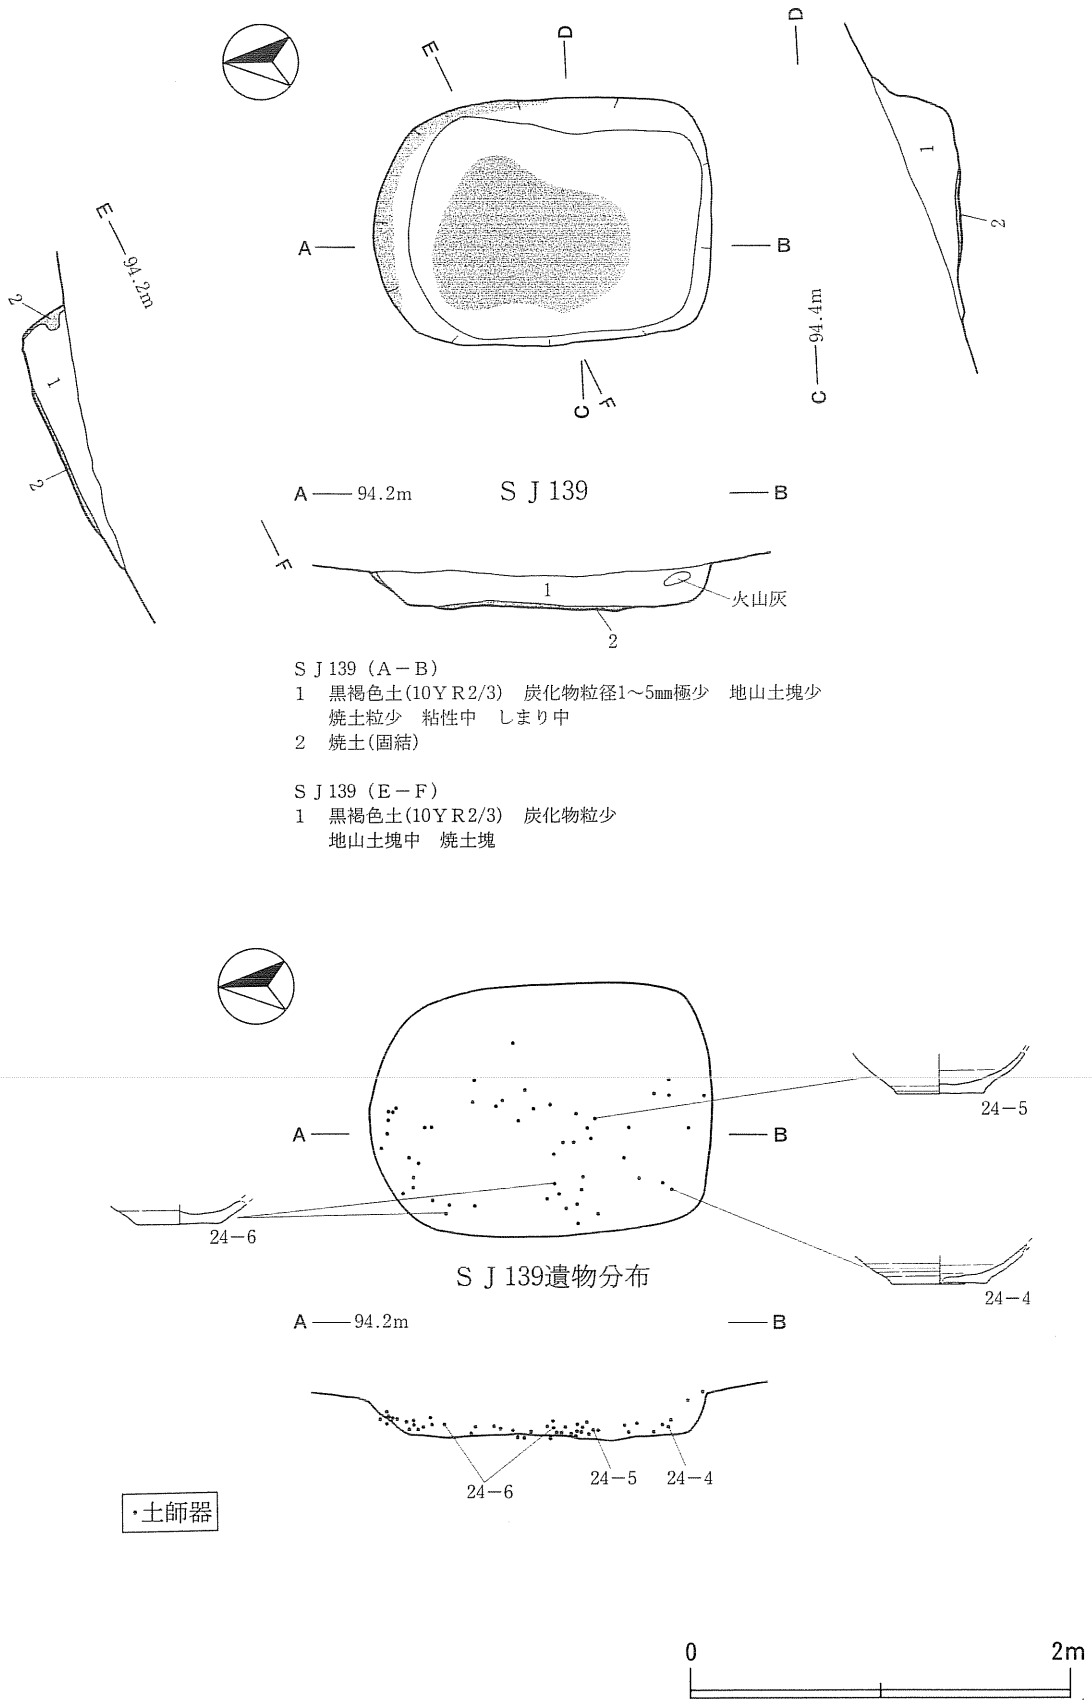 D
E
D
1
2
A
B
E
94.2m
2
94.4m
C
1
2
C
F
A 94.2m SJ139 B
F
1
火山灰
2
SJ139 (A-B)
1 黒褐色土(10YR2/3) 炭化物粒径1~5㎜極少 地山土塊少
焼土粒少 粘性中 しまり中
2 焼土(固結)
SJ139 (E-F)
1 黒褐色土(10YR2/3) 炭化物粒少
地山土塊中 焼土塊
24-5
A
B
24-6
24-4
SJ139遺物分布
A 94.2m B
24-6
24-5
24-4
・土師器
0 2m